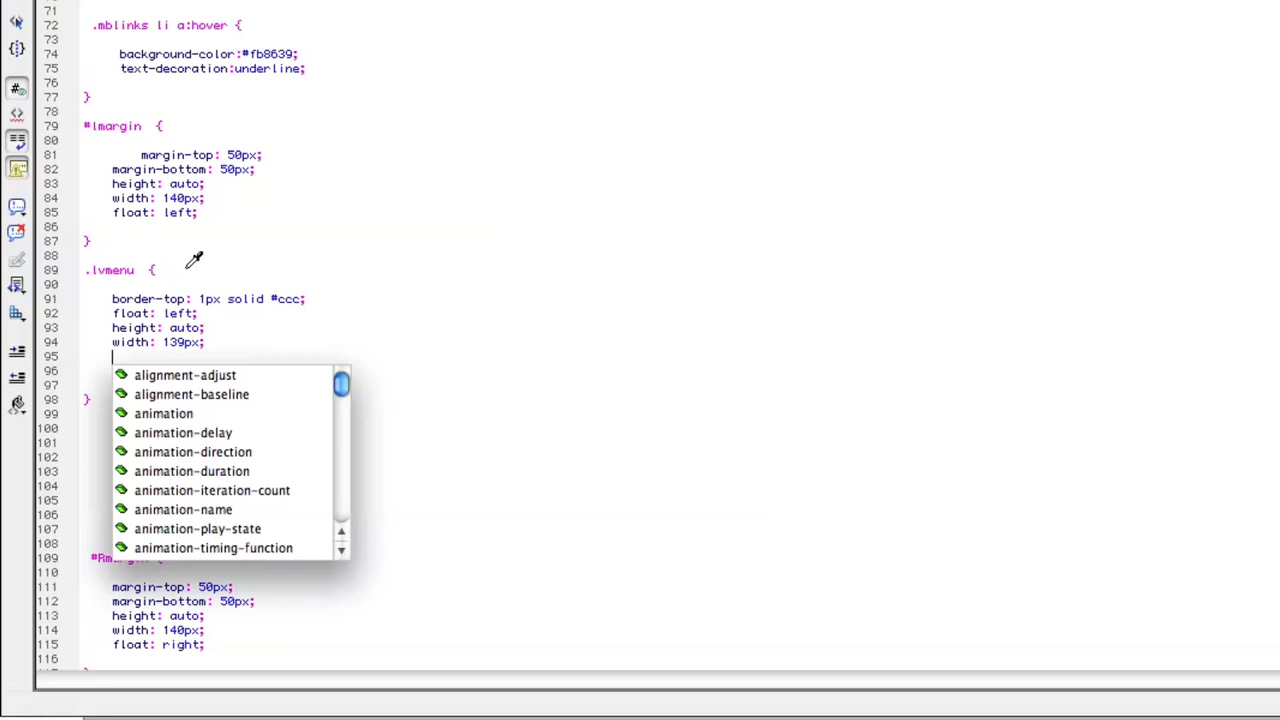 71
72 .mblinks li a:hover {
73
74 background-color:#fb8639;
75 text-decoration:underline;
76
77 }
78
79 #lmargin {
80
81 margin-top: 50px;
82 margin-bottom: 50px;
83 height: auto;
84 width: 140px;
85 float: left;
86
87 }
88
89 .lvmenu {
90
91 border-top: 1px solid #ccc;
92 float: left;
93 height: auto;
94 width: 139px;
95
96 alignment-adjust
alignment-baseline
97
98 }
animation
99
100 animation-delay
101
animation-direction
102
103 animation-duration
104
animation-iteration-count
105
106 animation-name
107 animation-play-state
108 animation-timing-function
109 {
110
111 margin-top: 50px;
112 margin-bottom: 50px;
113 height: auto;
114 width: 140px;
115 float: right;
116